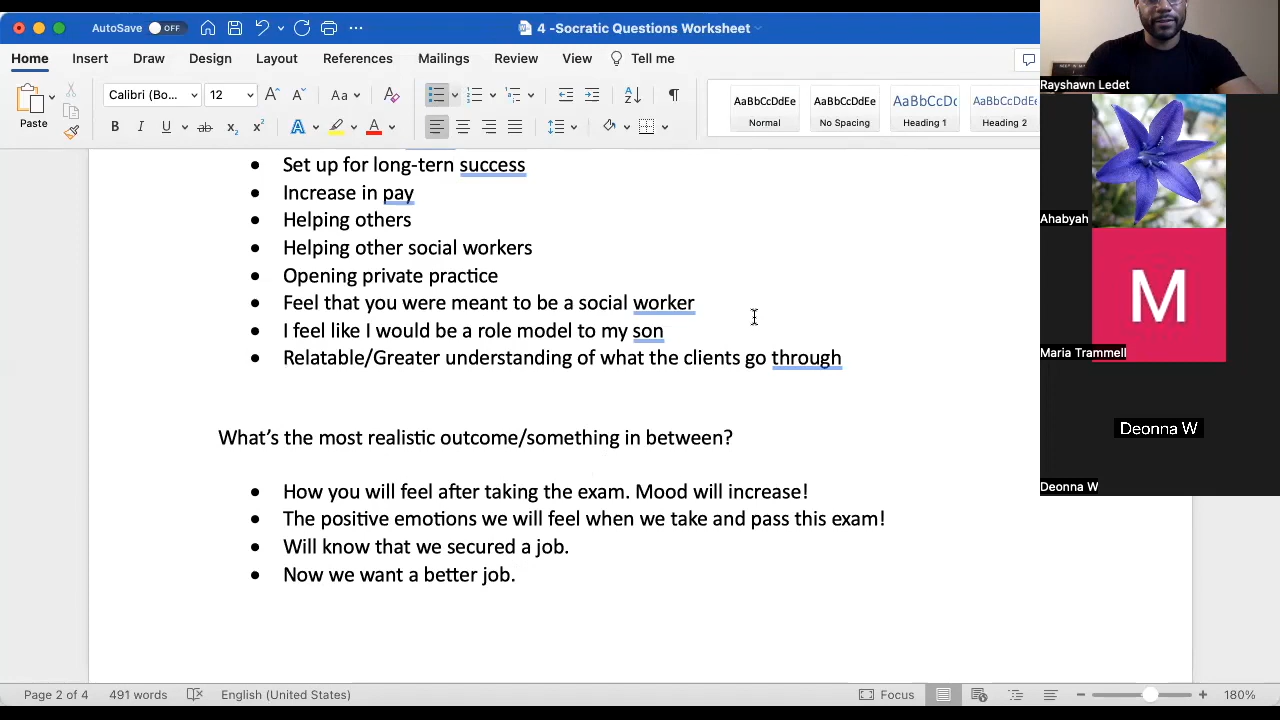 AutoSave OFF
4 -Socratic Questions Worksheet
Home Insert Draw Design Layout References Mailings Review View Tell me
Paste
Calibri (Bo... 12
AaBbCcDdEe AaBbCcDdEe AaBbCcDc AaBbCcDdEe
Normal No Spacing Heading 1 Heading 2
• Set up for long-tern success
• Increase in pay
• Helping others
• Helping other social workers
• Opening private practice
• Feel that you were meant to be a social worker
• I feel like I would be a role model to my son
• Relatable/Greater understanding of what the clients go through
What's the most realistic outcome/something in between?
• How you will feel after taking the exam. Mood will increase!
• The positive emotions we will feel when we take and pass this exam!
• Will know that we secured a job.
• Now we want a better job.
Page 2 of 4 491 words English (United States) Focus 180%
Rayshawn Ledet
Ahabyah
M
Maria Trammell
Deonna W
Deonna W